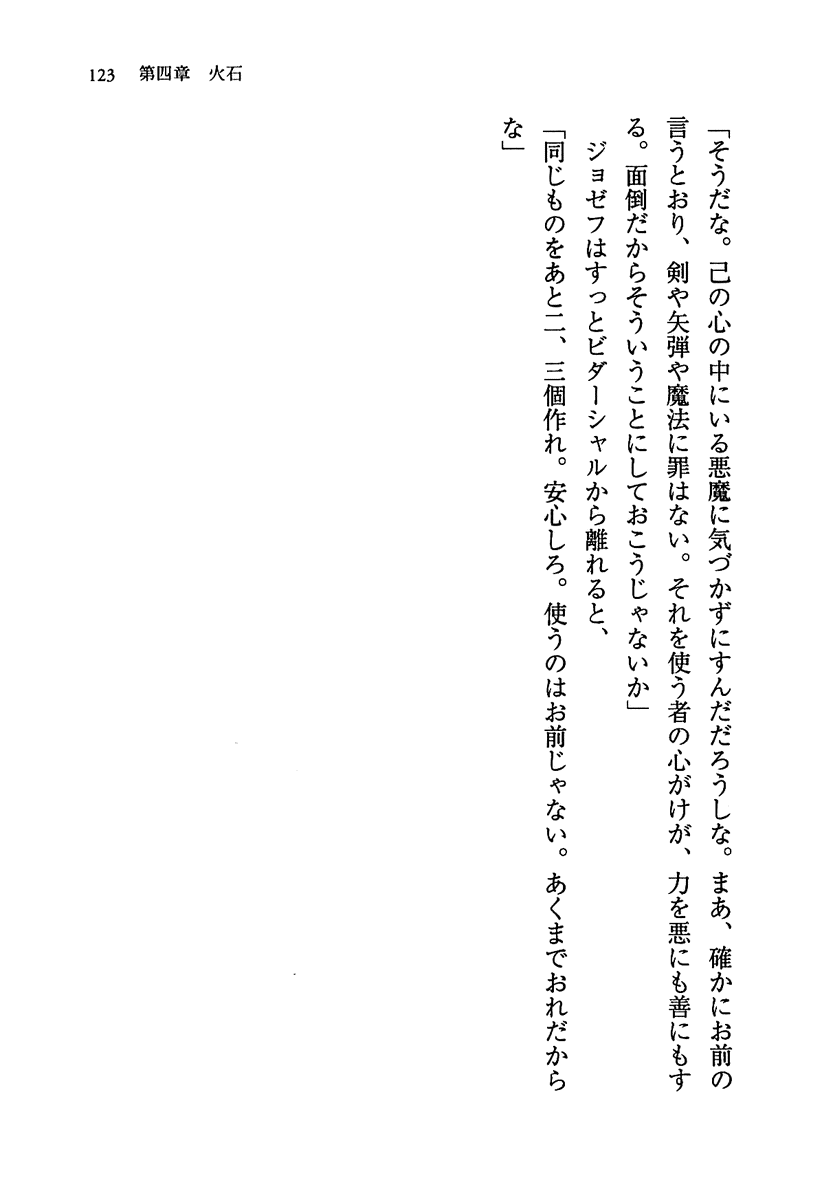 123　第四章　火石
「そうだな。己の心の中にいる悪魔に気づかずにすんだだろうしな。まあ、確かにお前の
言うとおり、剣や矢弾や魔法に罪はない。それを使う者の心がけが、力を悪にも善にもす
る。面倒だからそういうことにしておこうじゃないか」
　ジョゼフはすっとビダーシャルから離れると、
「同じものをあと二、三個作れ。安心しろ。使うのはお前じゃない。あくまでおれだから
な」